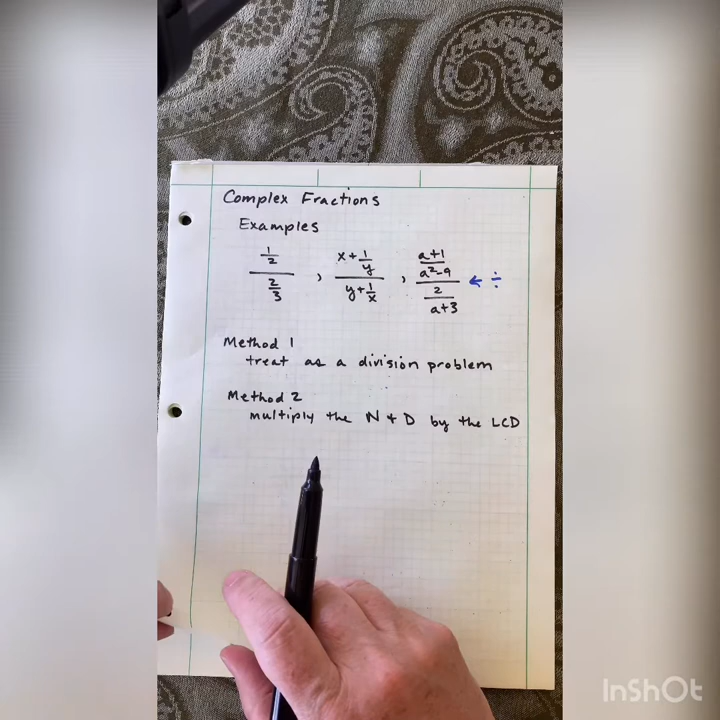 Complex Fractions
Examples
1/2 / 2/3 , x + 1/y / y + 1/x , a+1/a²-9 / 2/a+3 ← ÷
Method 1
treat as a division problem
Method 2
multiply the N + D by the LCD
InShOt